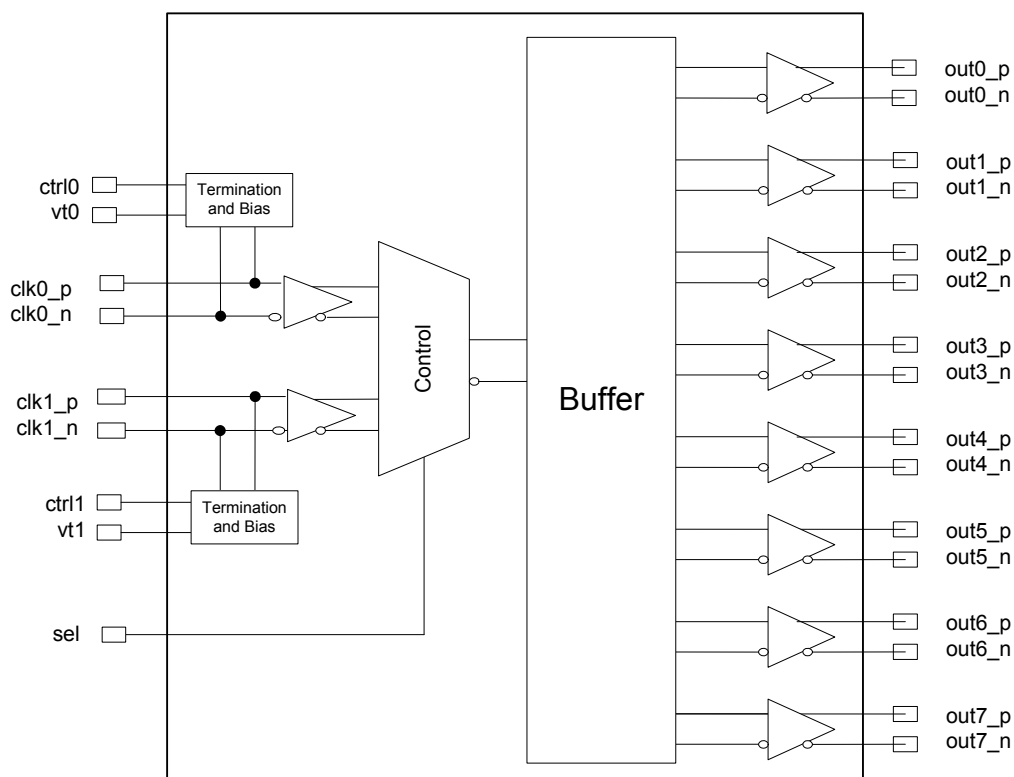 ctrl0
vt0
Termination
and Bias
clk0_p
clk0_n
clk1_p
clk1_n
ctrl1
vt1
Termination
and Bias
sel
Control
Buffer
out0_p
out0_n
out1_p
out1_n
out2_p
out2_n
out3_p
out3_n
out4_p
out4_n
out5_p
out5_n
out6_p
out6_n
out7_p
out7_n